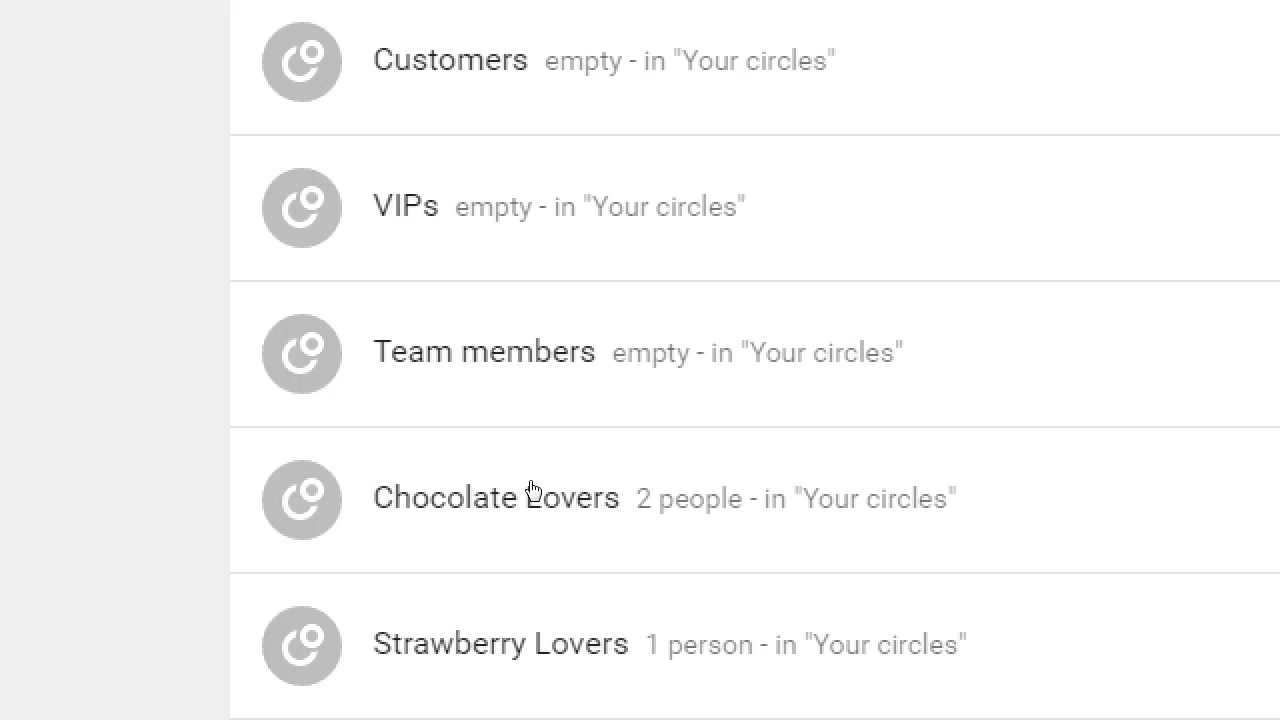 Customers empty - in "Your circles"
VIPs empty - in "Your circles"
Team members empty - in "Your circles"
Chocolate Lovers 2 people - in "Your circles"
Strawberry Lovers 1 person - in "Your circles"